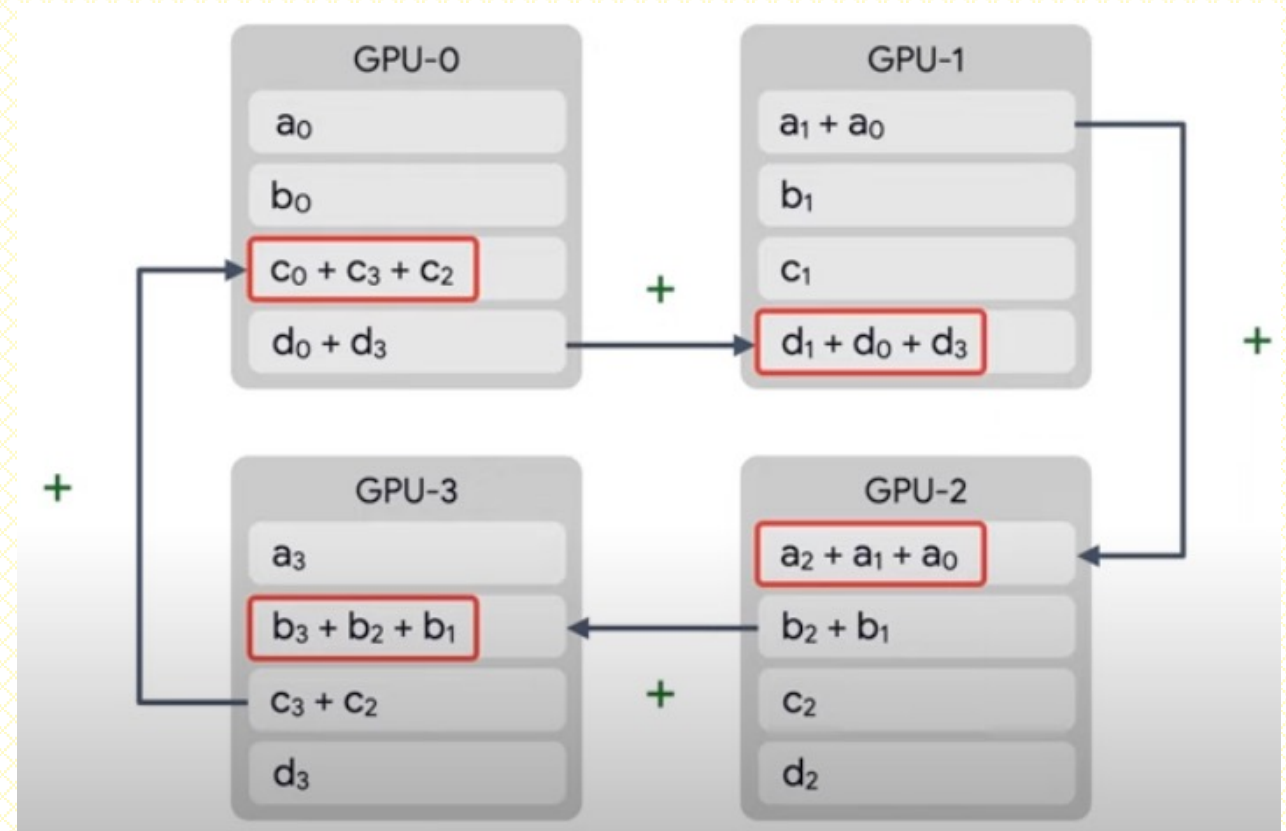 GPU-0
a₀
b₀
c₀ + c₃ + c₂
d₀ + d₃
+
GPU-1
a₁ + a₀
b₁
c₁
d₁ + d₀ + d₃
+
+
GPU-3
a₃
b₃ + b₂ + b₁
c₃ + c₂
d₃
+
GPU-2
a₂ + a₁ + a₀
b₂ + b₁
c₂
d₂